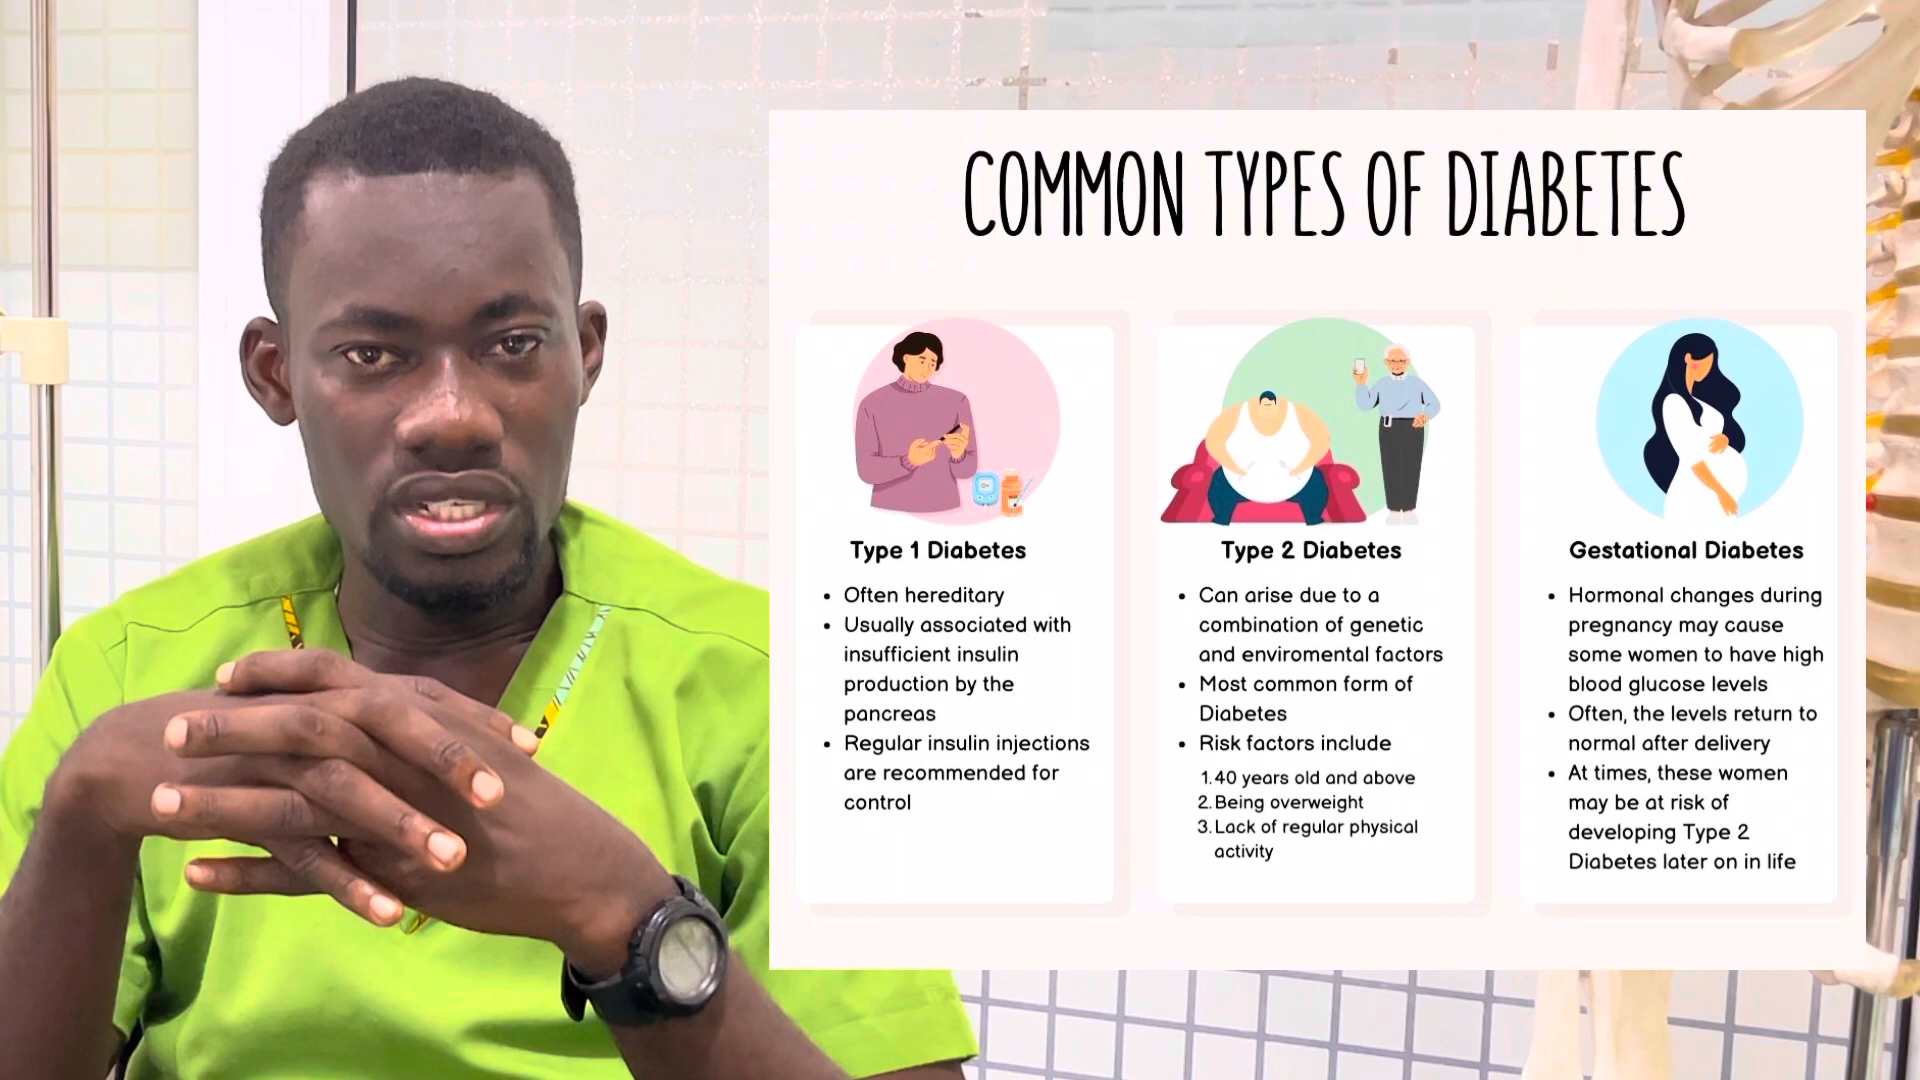 COMMON TYPES OF DIABETES
Type 1 Diabetes
• Often hereditary
• Usually associated with
insufficient insulin
production by the
pancreas
• Regular insulin injections
are recommended for
control
Type 2 Diabetes
• Can arise due to a
combination of genetic
and enviromental factors
• Most common form of
Diabetes
• Risk factors include
1. 40 years old and above
2. Being overweight
3. Lack of regular physical
activity
Gestational Diabetes
• Hormonal changes during
pregnancy may cause
some women to have high
blood glucose levels
• Often, the levels return to
normal after delivery
• At times, these women
may be at risk of
developing Type 2
Diabetes later on in life